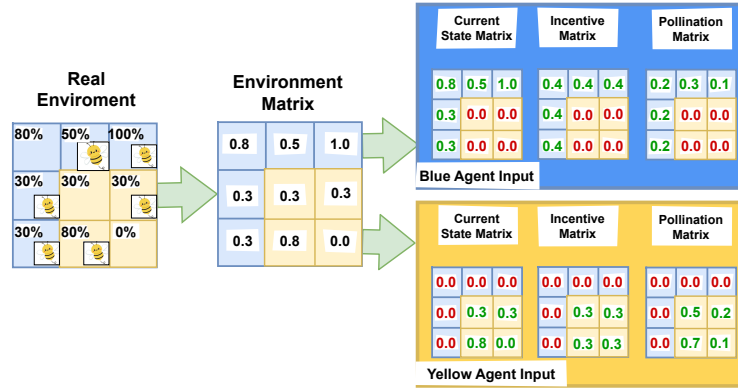 Real
Enviroment
80% 50% 100%
30% 30% 30%
30% 80% 0%
Environment
Matrix
0.8 0.5 1.0
0.3 0.3 0.3
0.3 0.8 0.0
Current
State Matrix
0.8 0.5 1.0
0.3 0.0 0.0
0.3 0.0 0.0
Incentive
Matrix
0.4 0.4 0.4
0.4 0.0 0.0
0.4 0.0 0.0
Pollination
Matrix
0.2 0.3 0.1
0.2 0.0 0.0
0.2 0.0 0.0
Blue Agent Input
Current
State Matrix
0.0 0.0 0.0
0.0 0.3 0.3
0.0 0.8 0.0
Incentive
Matrix
0.0 0.0 0.0
0.0 0.3 0.3
0.0 0.3 0.3
Pollination
Matrix
0.0 0.0 0.0
0.0 0.5 0.2
0.0 0.7 0.1
Yellow Agent Input